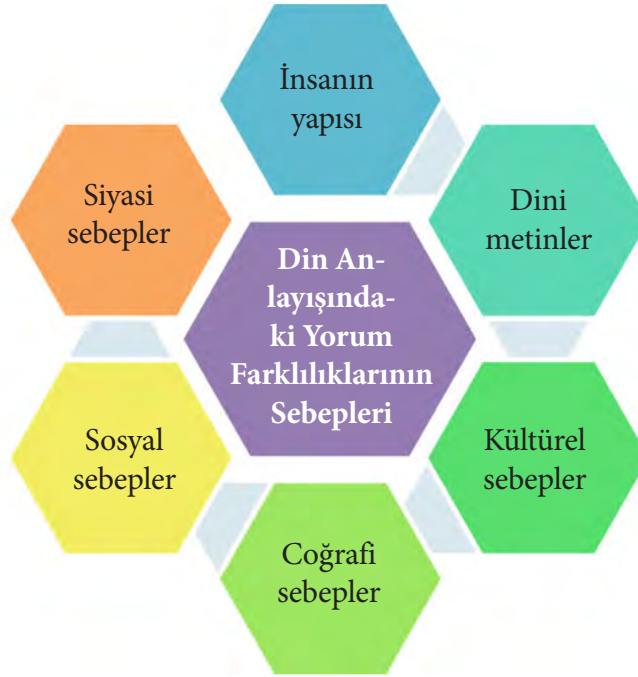 İnsanın
yapısı
Dini
metinler
Kültürel
sebepler
Coğrafi
sebepler
Sosyal
sebepler
Siyasi
sebepler
Din An-
layışında-
ki Yorum
Farklılıklarının
Sebepleri